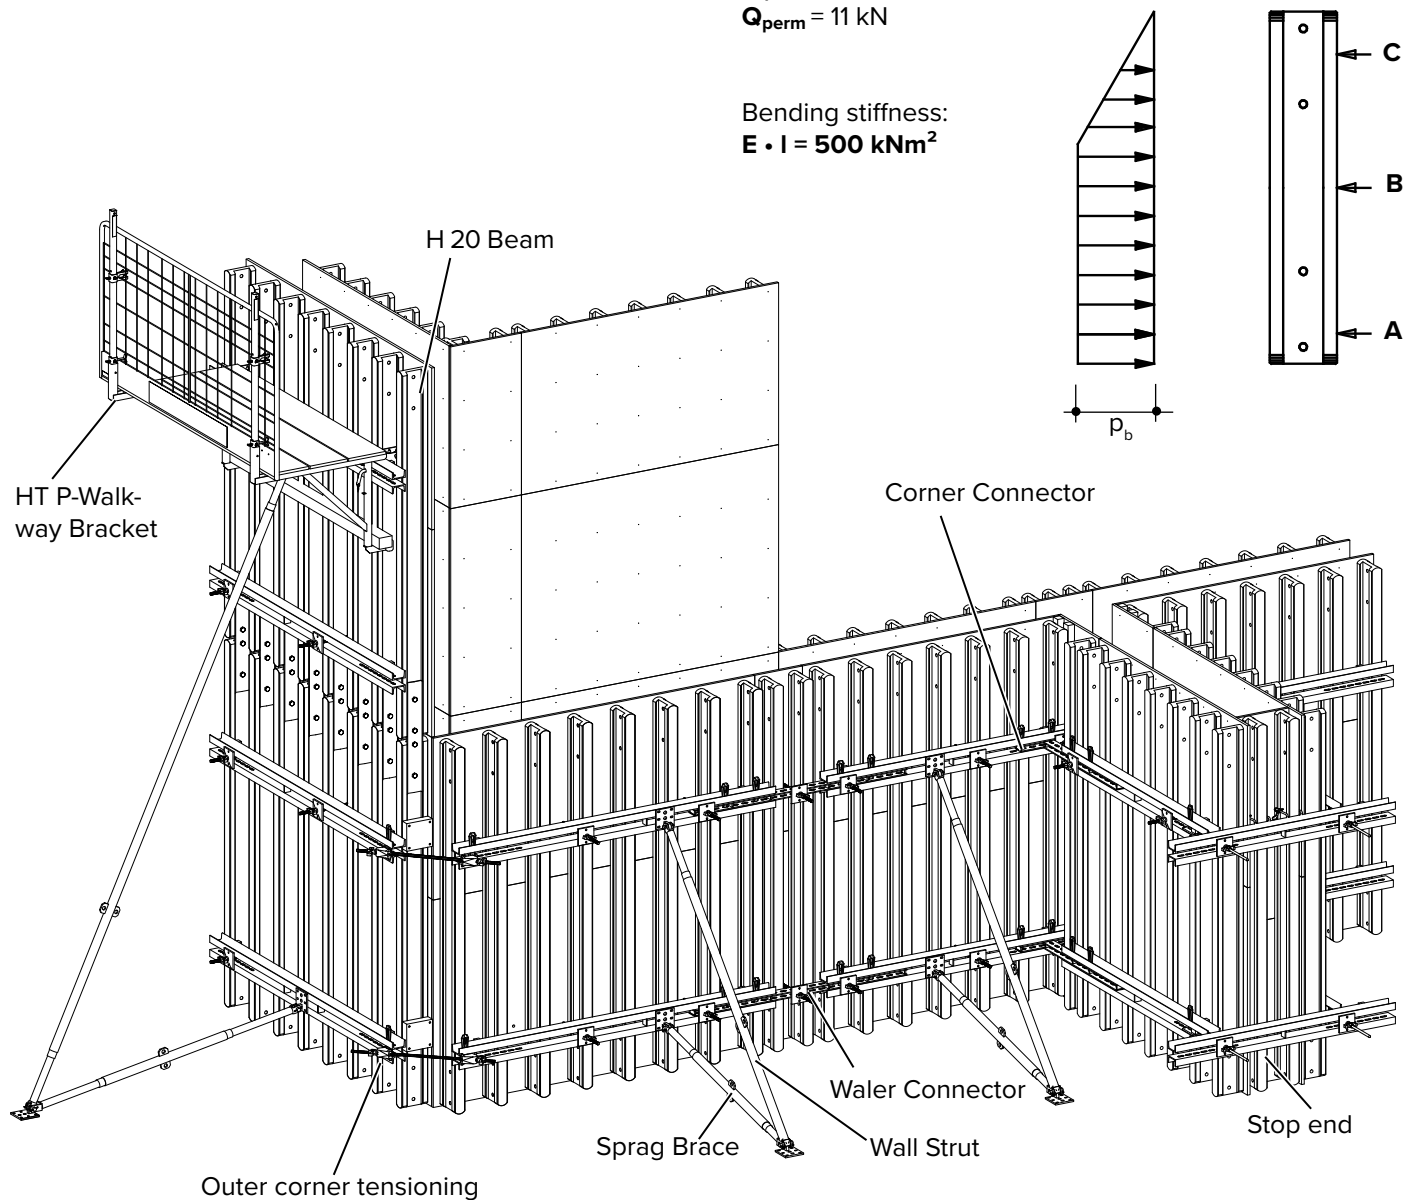 Qperm = 11 kN
Bending stiffness:
E • I = 500 kNm²
C
B
A
pb
H 20 Beam
HT P-Walk-
way Bracket
Corner Connector
Waler Connector
Sprag Brace
Wall Strut
Stop end
Outer corner tensioning